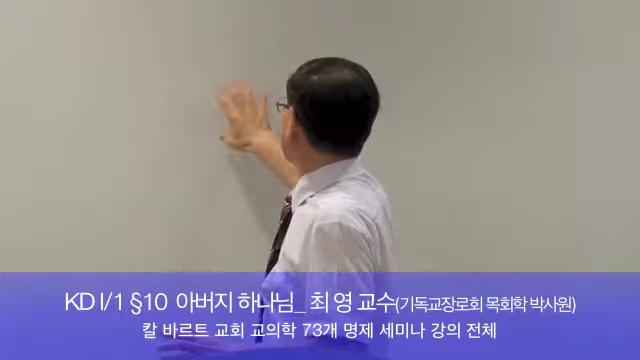 KD I/1 §10 아버지 하나님_ 최 영 교수(기독교장로회 목회학 박사원)
칼 바르트 교회 교의학 73개 명제 세미나 강의 전체